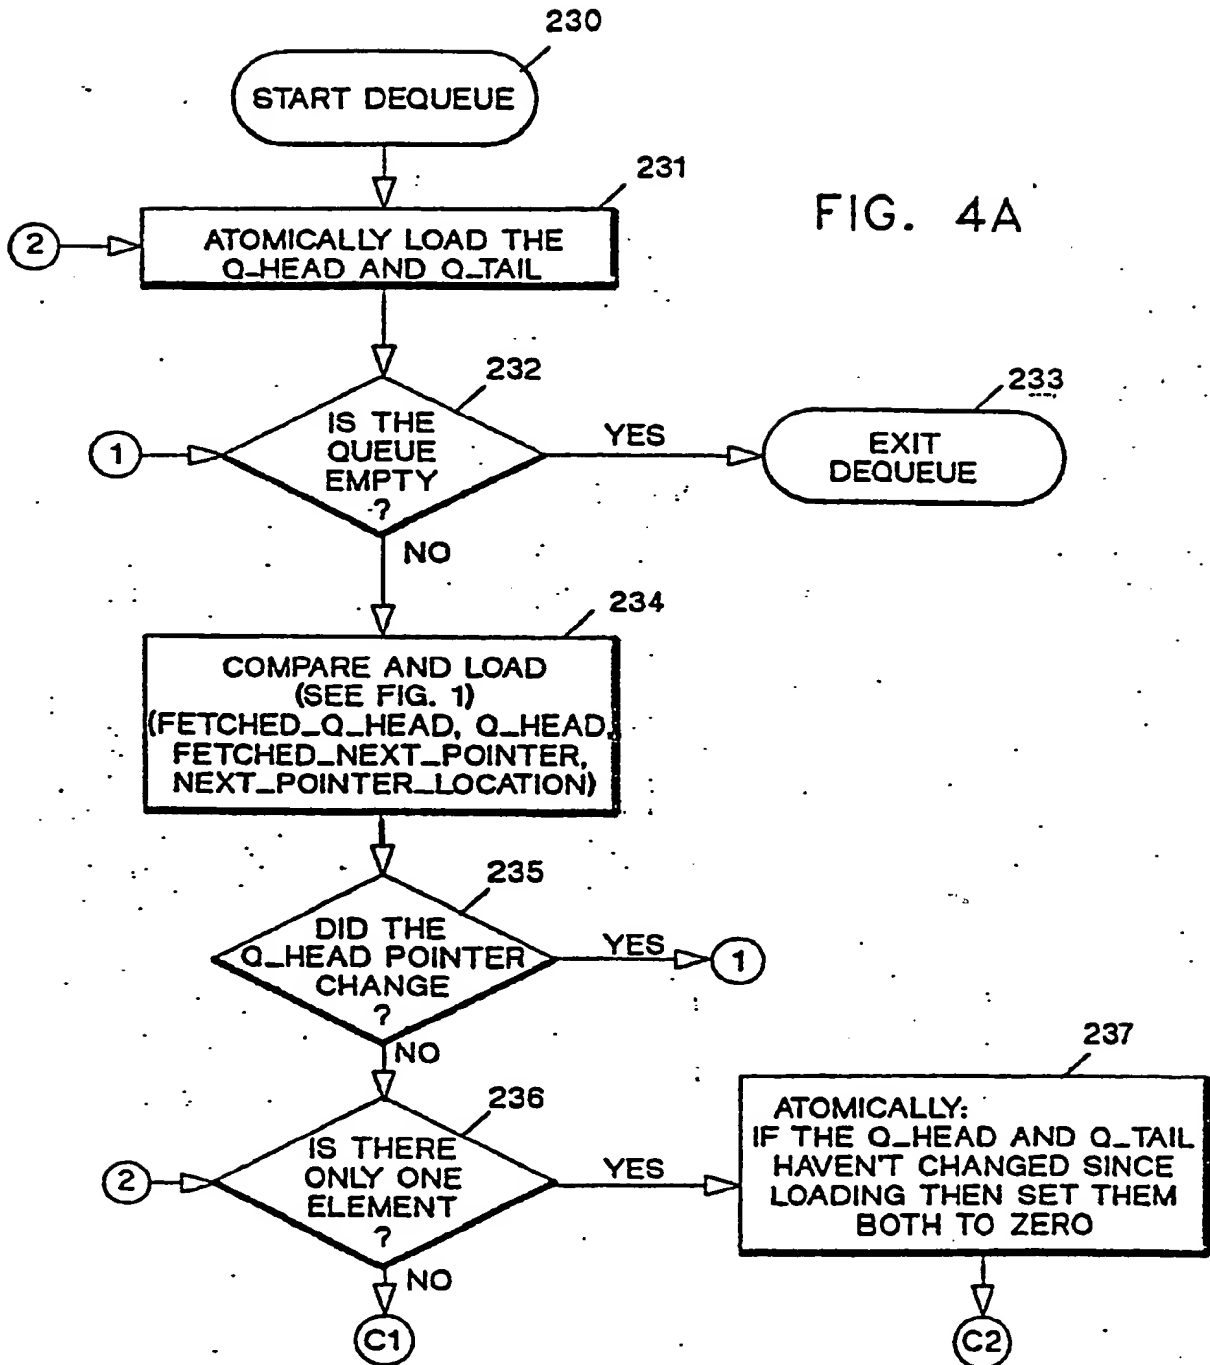 230
START DEQUEUE
231
FIG. 4A
2
ATOMICALLY LOAD THE
Q_HEAD AND Q_TAIL
232
233
1
IS THE
QUEUE
EMPTY
?
YES
EXIT
DEQUEUE
NO
234
COMPARE AND LOAD
(SEE FIG. 1)
(FETCHED_Q_HEAD, Q_HEAD,
FETCHED_NEXT_POINTER,
NEXT_POINTER_LOCATION)
235
DID THE
Q_HEAD POINTER
CHANGE
?
YES
1
NO
237
236
2
IS THERE
ONLY ONE
ELEMENT
?
YES
ATOMICALLY:
IF THE Q_HEAD AND Q_TAIL
HAVEN'T CHANGED SINCE
LOADING THEN SET THEM
BOTH TO ZERO
NO
C1
C2